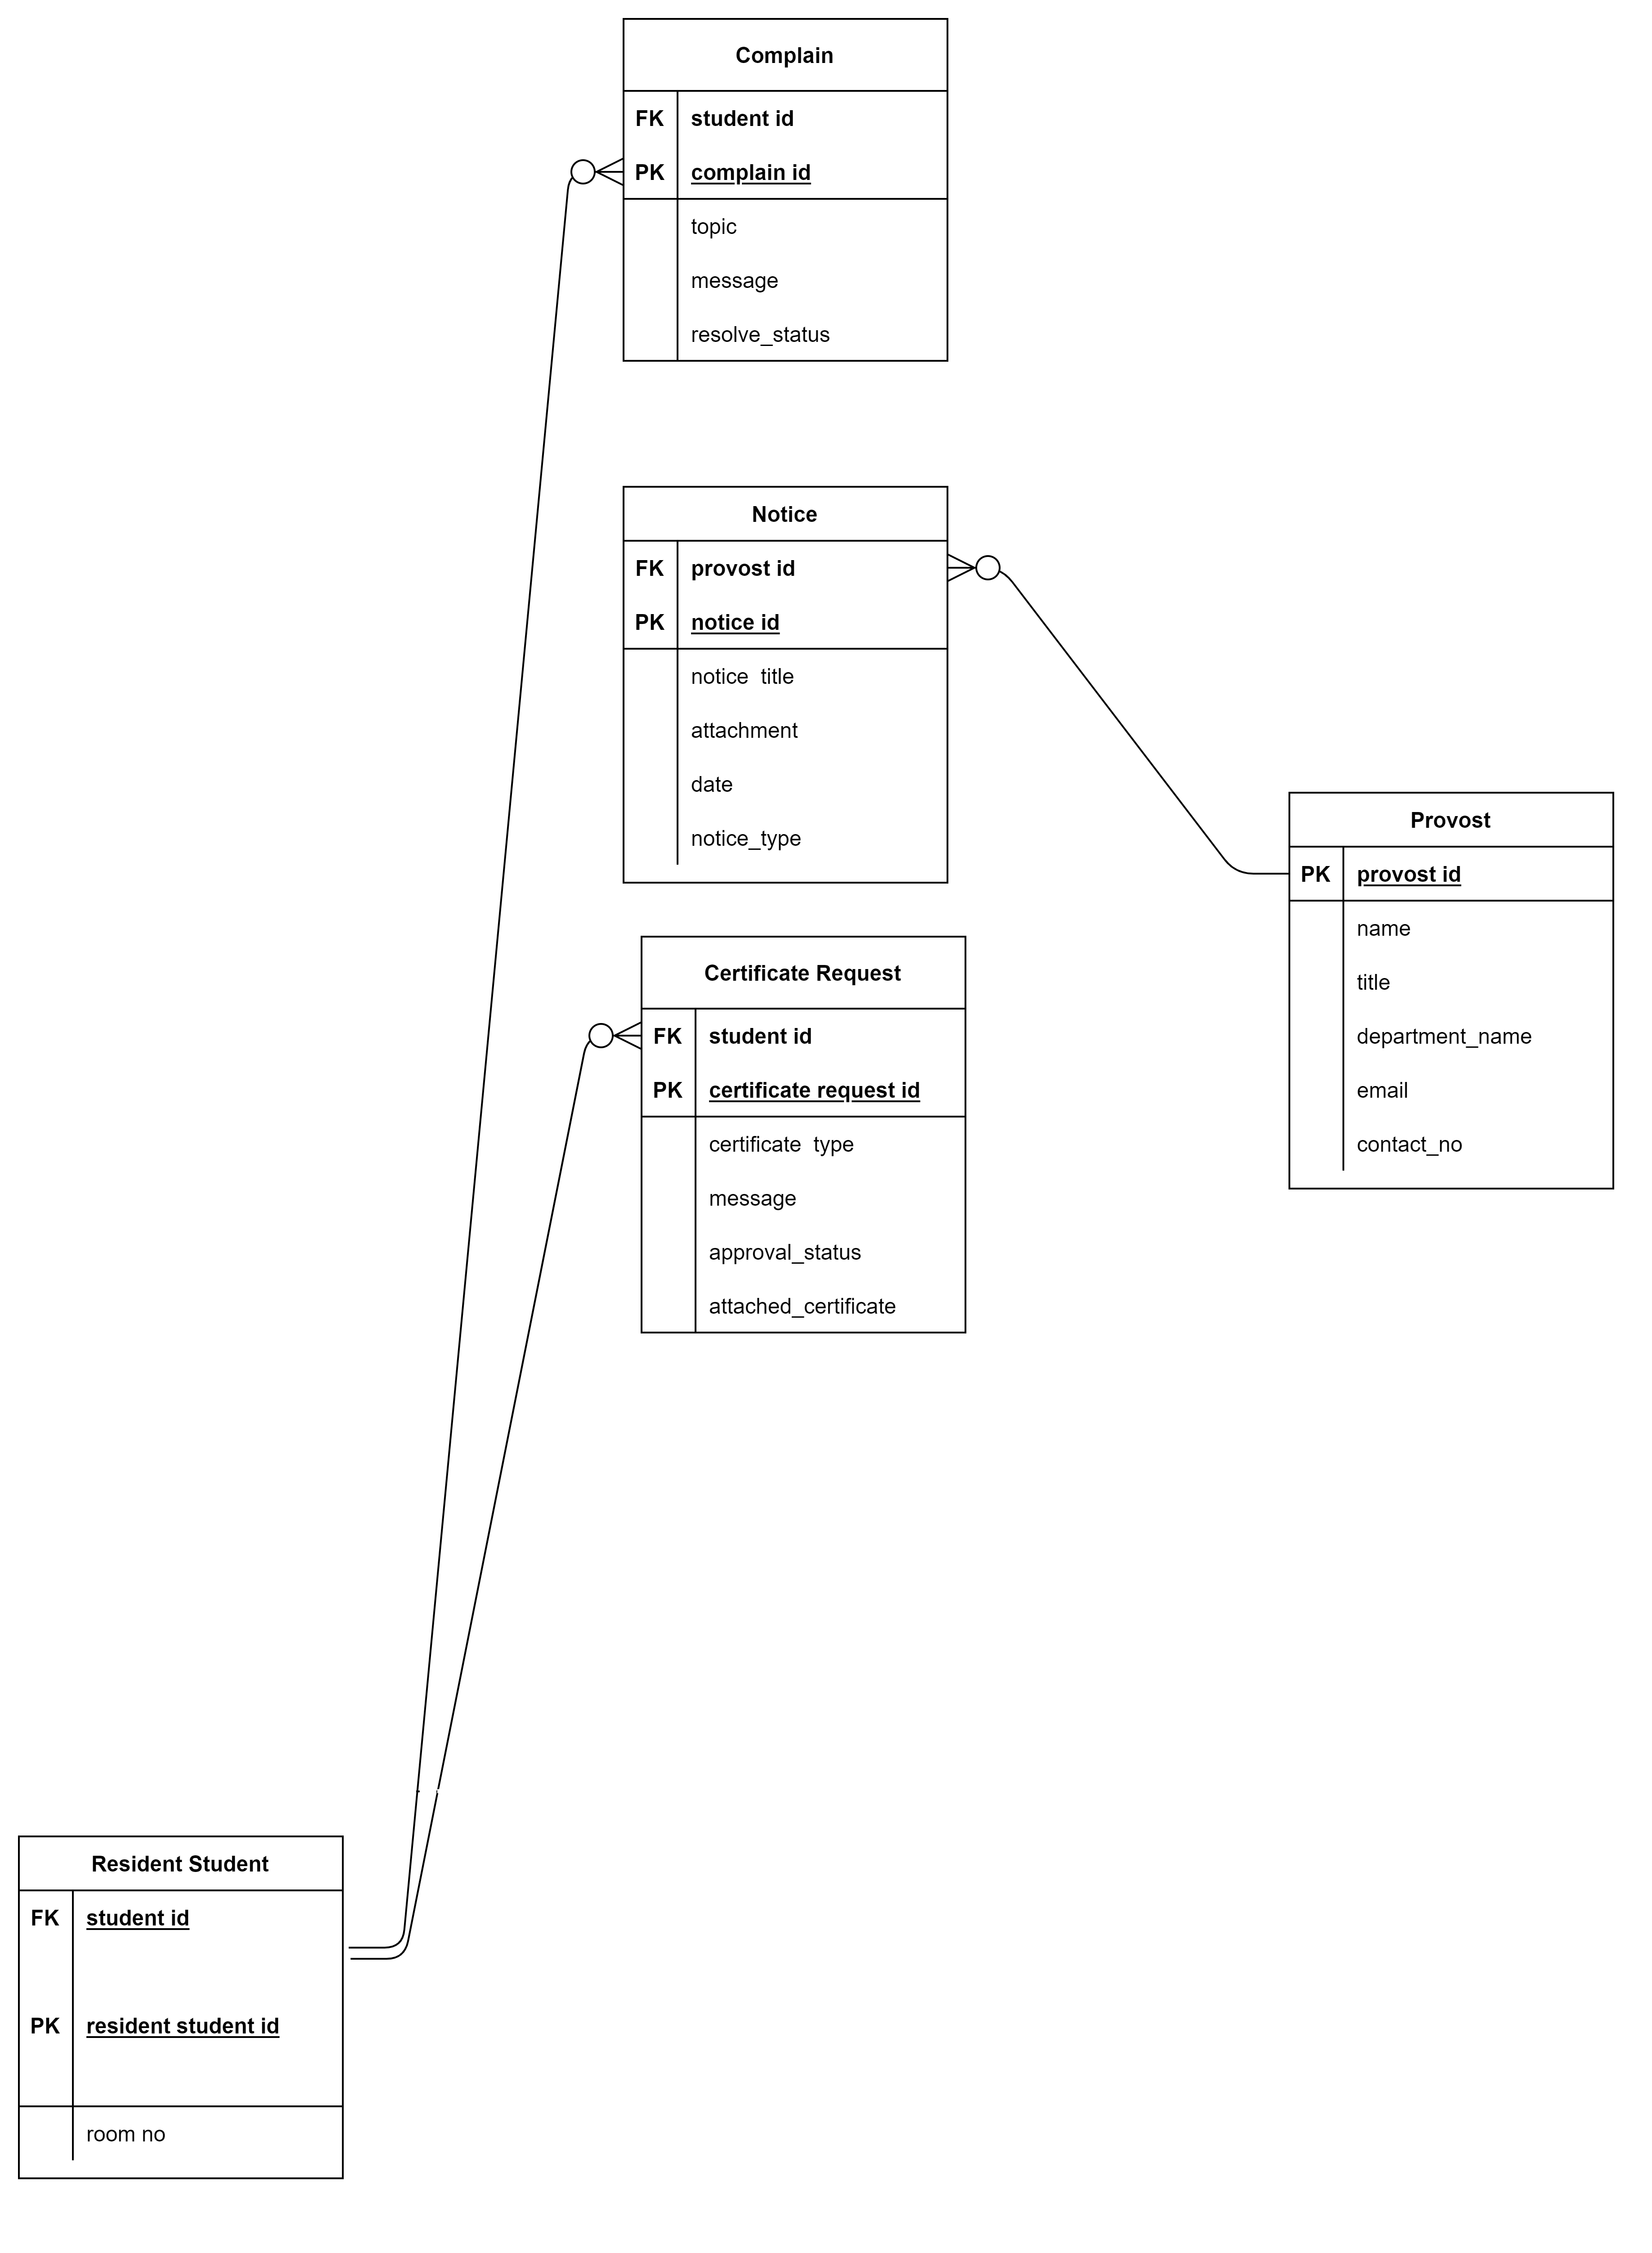 Complain
FK student id
PK complain id
topic
message
resolve_status
Notice
FK provost id
PK notice id
notice  title
attachment
date
notice_type
Provost
PK provost id
name
title
department_name
email
contact_no
Certificate Request
FK student id
PK certificate request id
certificate  type
message
approval_status
attached_certificate
Resident Student
FK student id
PK resident student id
room no